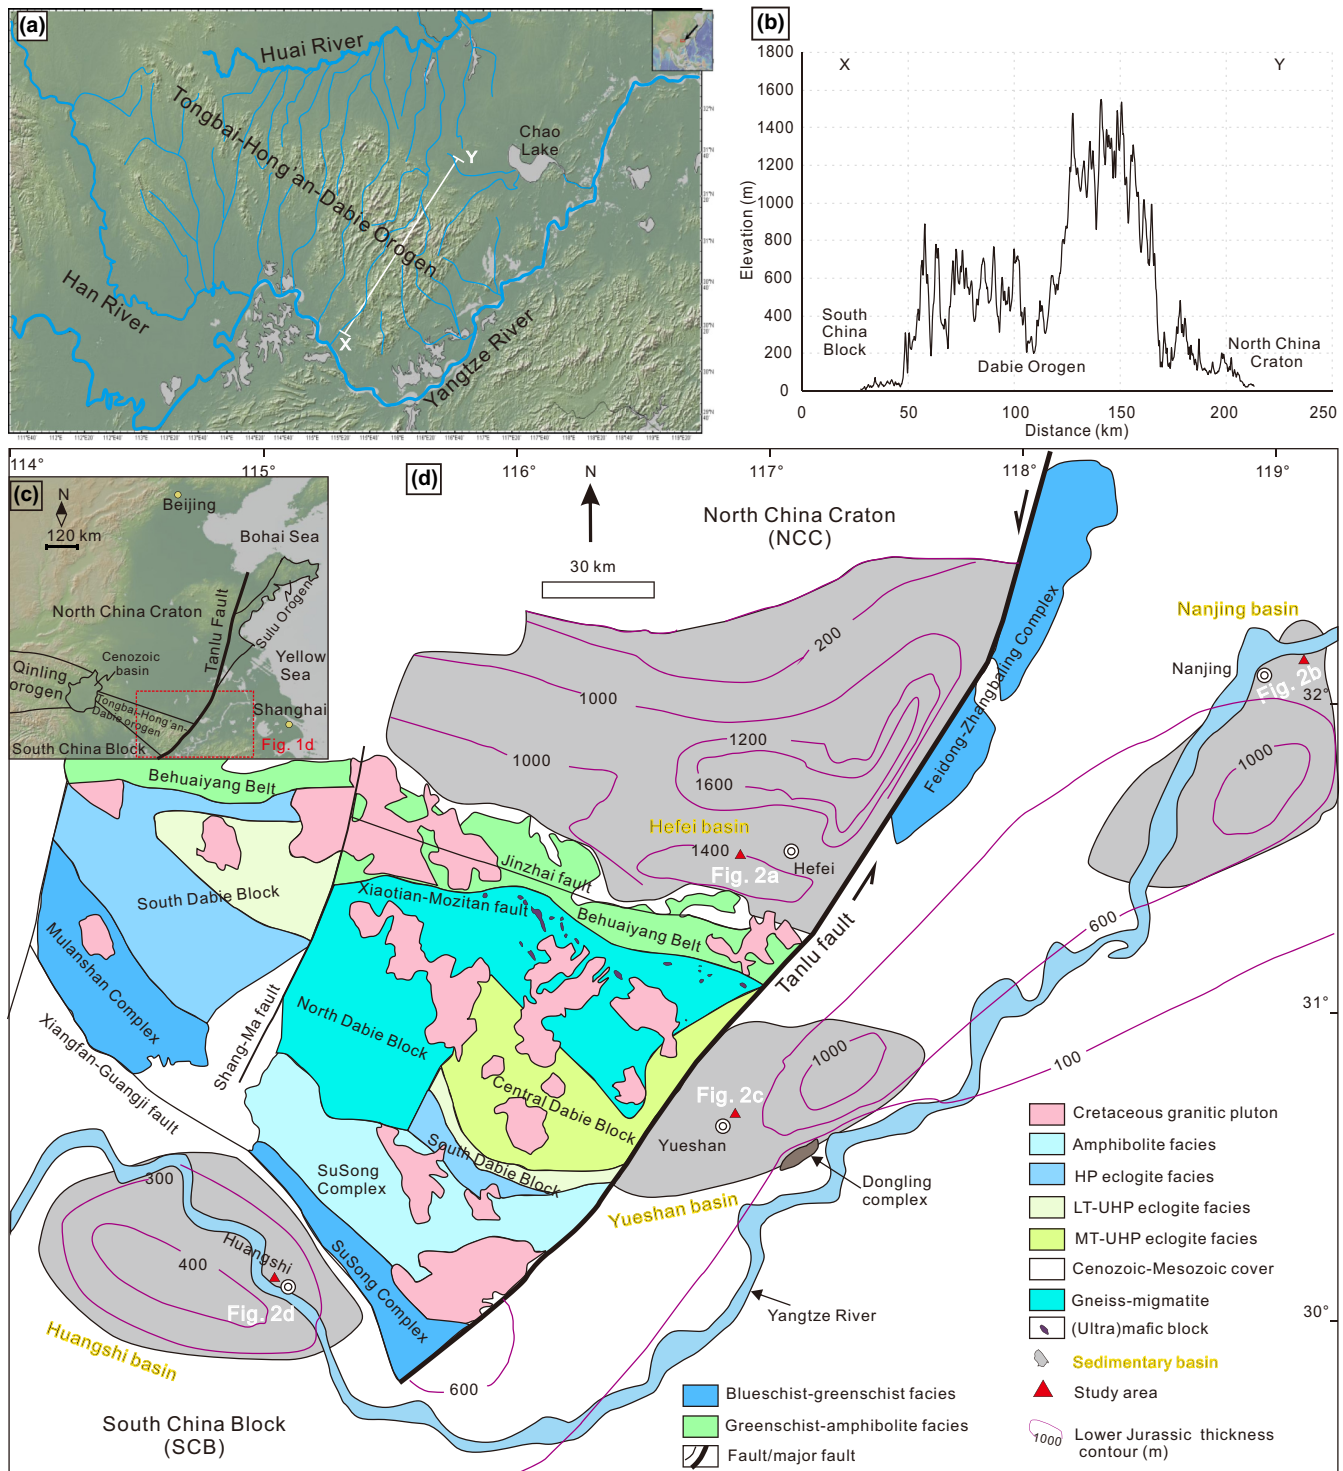 (a)
Huai River
Tongbai-Hong'an-Dabie Orogen
Chao
Lake
Y
X
Han River
Yangtze River
(b)
1800
1600
1400
1200
1000
800
600
400
200
0
Elevation (m)
X
Y
South
China
Block
Dabie Orogen
North China
Craton
0
50
100
150
200
250
Distance (km)
114°
115°
116°
117°
118°
119°
(c)
N
120 km
Beijing
Bohai Sea
North China Craton
Tanlu Fault
Sulu Orogen
Yellow
Sea
Cenozoic
basin
Qinling
orogen
Tongbai-Hong'an-
Dabie orogen
Shanghai
South China Block
Fig. 1d
(d)
N
30 km
North China Craton
(NCC)
Feidong-Zhangbaling Complex
Nanjing basin
Nanjing
Fig. 2b
32°
200
1000
1000
1200
1600
1400
1000
Hefei basin
Hefei
Fig. 2a
Behuaiyang Belt
Jinzhai fault
Xiaotian-Mozitan fault
Behuaiyang Belt
Tanlu fault
South Dabie Block
Mulanshan Complex
North Dabie Block
Shang-Ma fault
Xiangfan-Guangji fault
Central Dabie Block
South Dabie Block
SuSong
Complex
SuSong Complex
600
31°
100
1000
Fig. 2c
Yueshan
Yueshan basin
Dongling
complex
Yangtze River
30°
300
400
Huangshi
Fig. 2d
Huangshi basin
600
South China Block
(SCB)
Cretaceous granitic pluton
Amphibolite facies
HP eclogite facies
LT-UHP eclogite facies
MT-UHP eclogite facies
Cenozoic-Mesozoic cover
Gneiss-migmatite
(Ultra)mafic block
Sedimentary basin
Study area
1000
Lower Jurassic thickness
contour (m)
Blueschist-greenschist facies
Greenschist-amphibolite facies
Fault/major fault